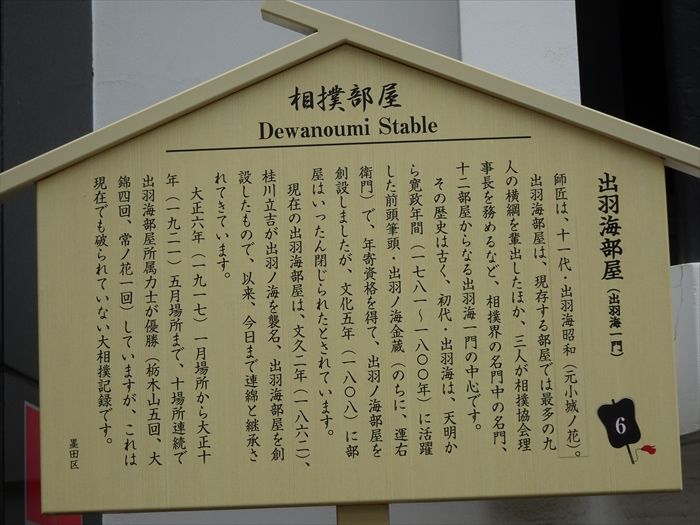 相撲部屋
Dewanoumi Stable
出羽海部屋(出羽海一門)
師匠は、十一代・出羽海昭和(元小城ノ花)。
出羽海部屋は、現存する部屋では最多の九
人の横綱を輩出したほか、三人が相撲協会理
事長を務めるなど、相撲界の名門中の名門、
十二部屋からなる出羽海一門の中心です。
その歴史は古く、初代・出羽海は、天明か
ら寛政年間(一七八一〜一八〇〇年)に活躍
した前頭筆頭・出羽ノ海金蔵(のちに、運右
衛門)で、年寄資格を得て、出羽ノ海部屋を
創設しましたが、文化五年(一八〇八)に部
屋はいったん閉じられたとされています。
現在の出羽海部屋は、文久二年(一八六二)、
桂川立吉が出羽ノ海を襲名、出羽海部屋を創
設したもので、以来、今日まで連綿と継承さ
れてきています。
大正六年(一九一七)一月場所から大正十
年(一九二一)五月場所まで、十場所連続で
出羽海部屋所属力士が優勝(栃木山五回、大
錦四回、常ノ花一回)していますが、これは
現在でも破られていない大相撲記録です。
墨田区
6